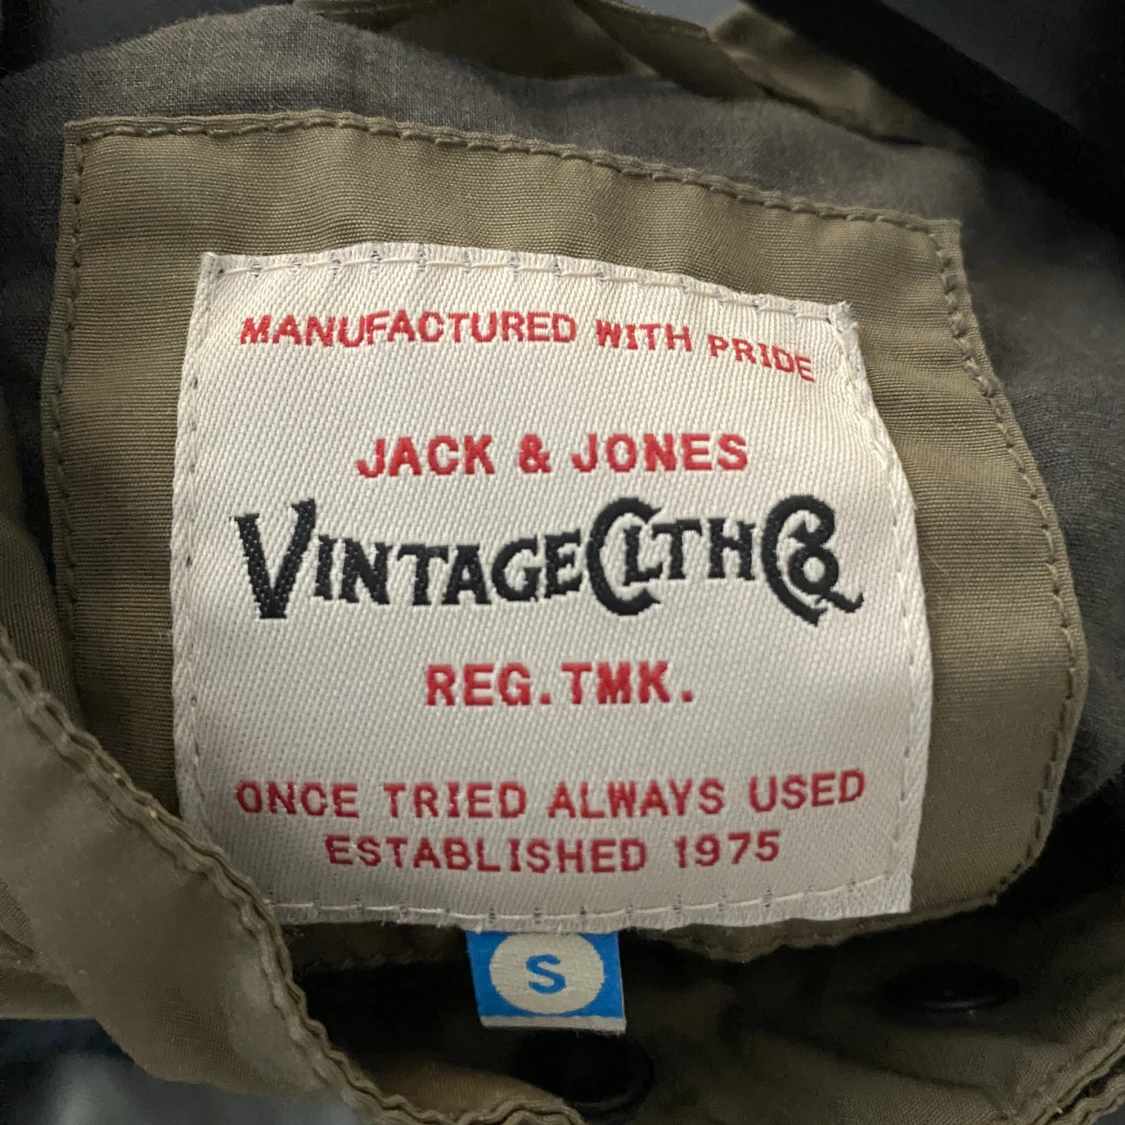 MANUFACTURED WITH PRIDE
JACK & JONES
VINTAGE CLTH CO
REG.TMK.
ONCE TRIED ALWAYS USED
ESTABLISHED 1975
S